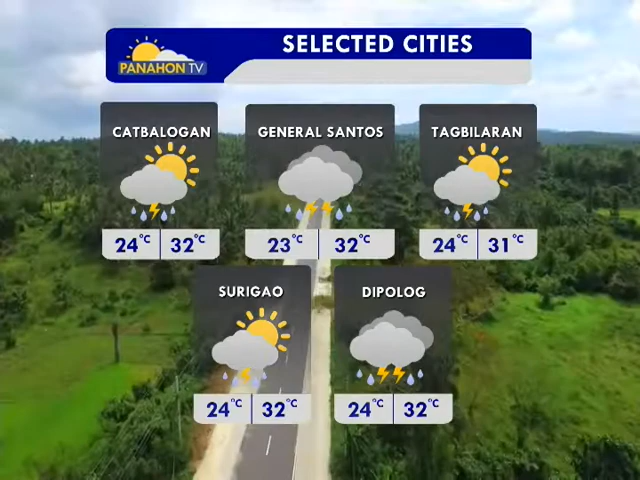 SELECTED CITIES
PANAHON TV
CATBALOGAN
24°C 32°C
GENERAL SANTOS
23°C 32°C
TAGBILARAN
24°C 31°C
SURIGAO
24°C 32°C
DIPOLOG
24°C 32°C